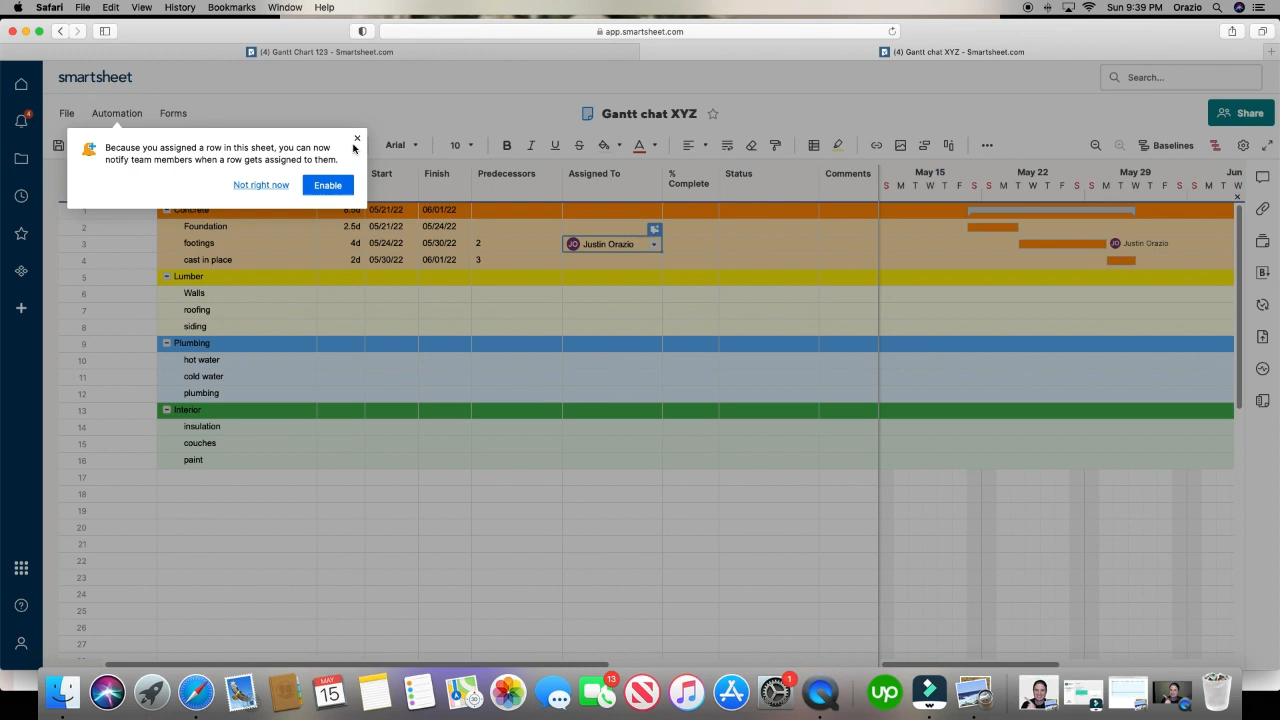 Safari File Edit View History Bookmarks Window Help Sun 9:39 PM Orazio
app.smartsheet.com
(4) Gantt Chart 123 - Smartsheet.com (4) Gantt chat XYZ - Smartsheet.com
smartsheet Search...
File Automation Forms Gantt chat XYZ Share
Because you assigned a row in this sheet, you can now
notify team members when a row gets assigned to them.
Not right now Enable
Arial 10 B I U A Baselines
Start Finish Predecessors Assigned To % Complete Status Comments May 15 May 22 May 29 Jun
S M T W T F S S M T W T F S S M T W T F S S M T W
1 Concrete 8.5d 05/21/22 06/01/22
2 Foundation 2.5d 05/21/22 05/24/22
3 footings 4d 05/24/22 05/30/22 2 JO Justin Orazio JO Justin Orazio
4 cast in place 2d 05/30/22 06/01/22 3
5 Lumber
6 Walls
7 roofing
8 siding
9 Plumbing
10 hot water
11 cold water
12 plumbing
13 Interior
14 insulation
15 couches
16 paint
17
18
19
20
21
22
23
24
25
26
27
4
MAY 15 13 1 up